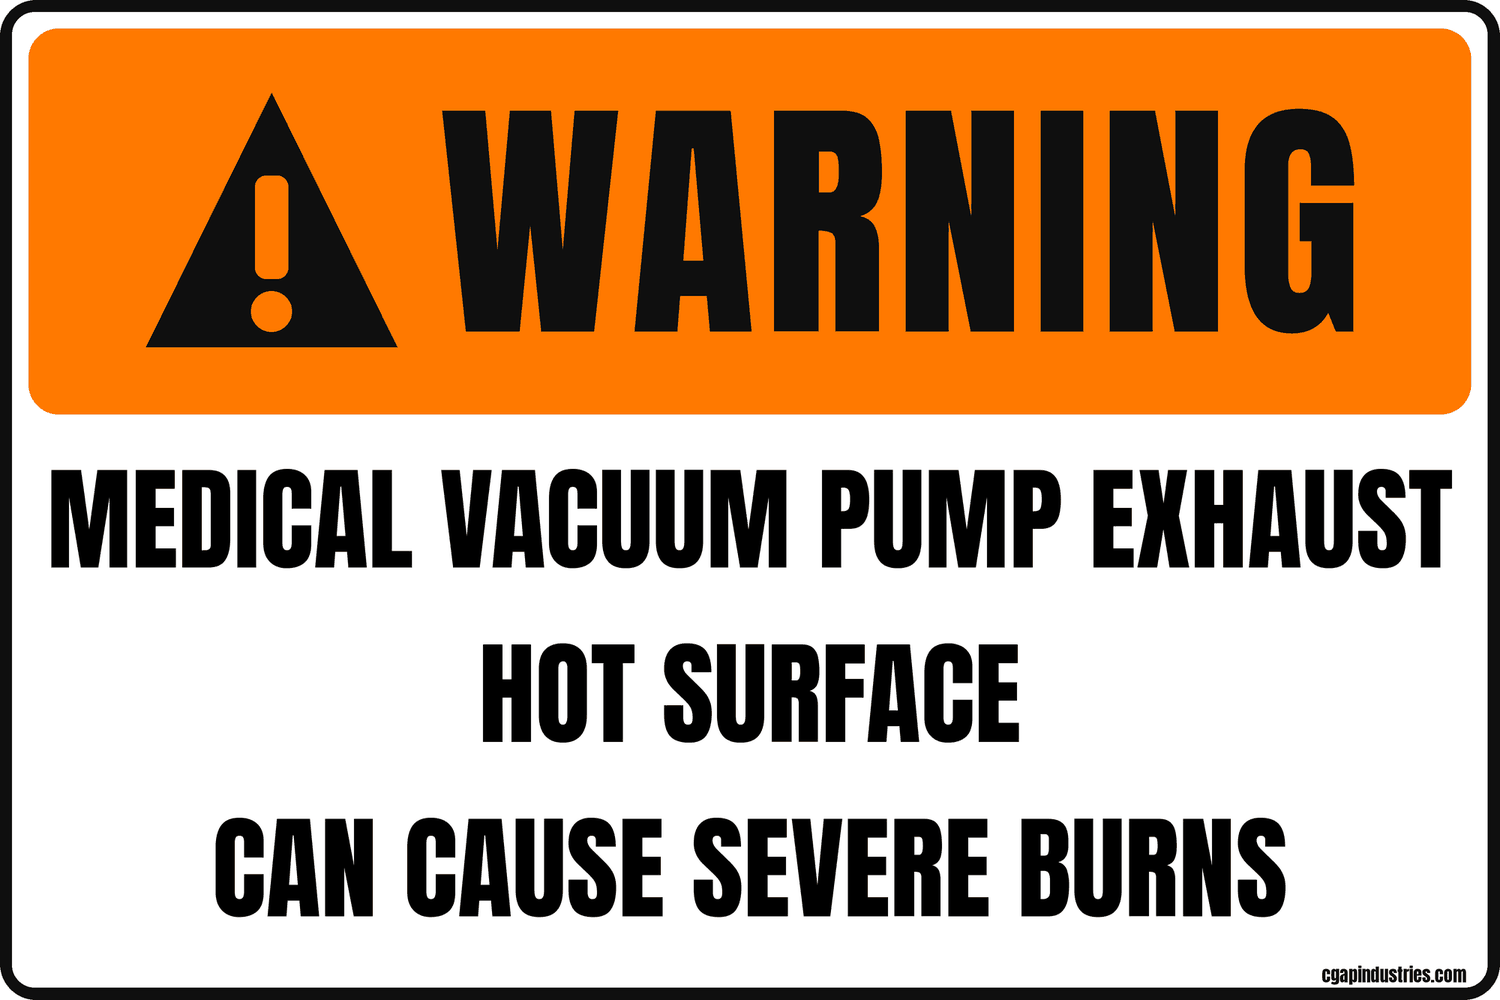 WARNING
MEDICAL VACUUM PUMP EXHAUST
HOT SURFACE
CAN CAUSE SEVERE BURNS
cgapindustries.com